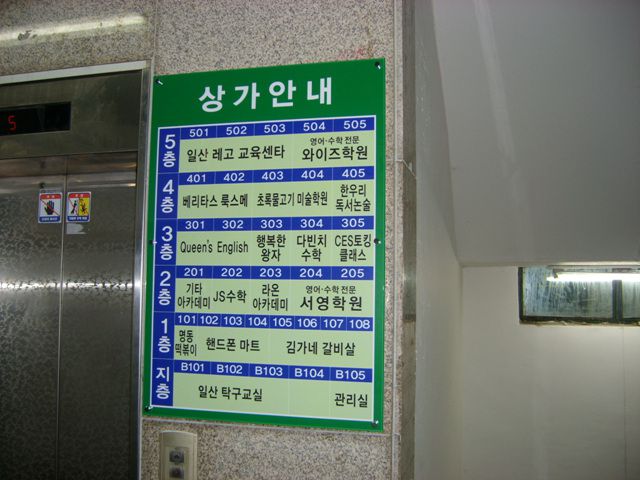 5
상가안내
5층
501 502 503 504 505
일산 레고 교육센타
영어·수학 전문
와이즈학원
4층
401 402 403 404 405
베리타스 룩스메
초록물고기 미술학원
한우리
독서논술
3층
301 302 303 304 305
Queen's English
행복한
왕자
다빈치
수학
CES토킹
클래스
2층
201 202 203 204 205
기타
아카데미
JS수학
라온
아카데미
영어·수학 전문
서영학원
1층
101 102 103 104 105 106 107 108
명동
떡볶이
핸드폰 마트
김가네 갈비살
지층
B101 B102 B103 B104 B105
일산 탁구교실
관리실